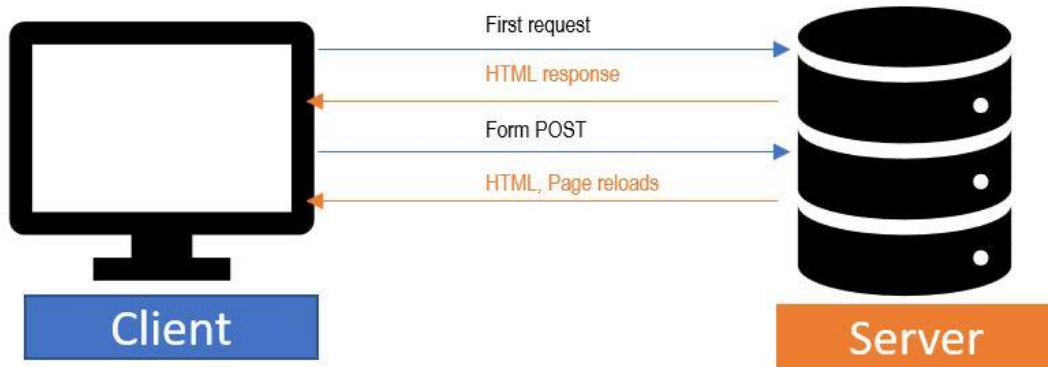 First request
HTML response
Form POST
HTML, Page reloads
Client
Server